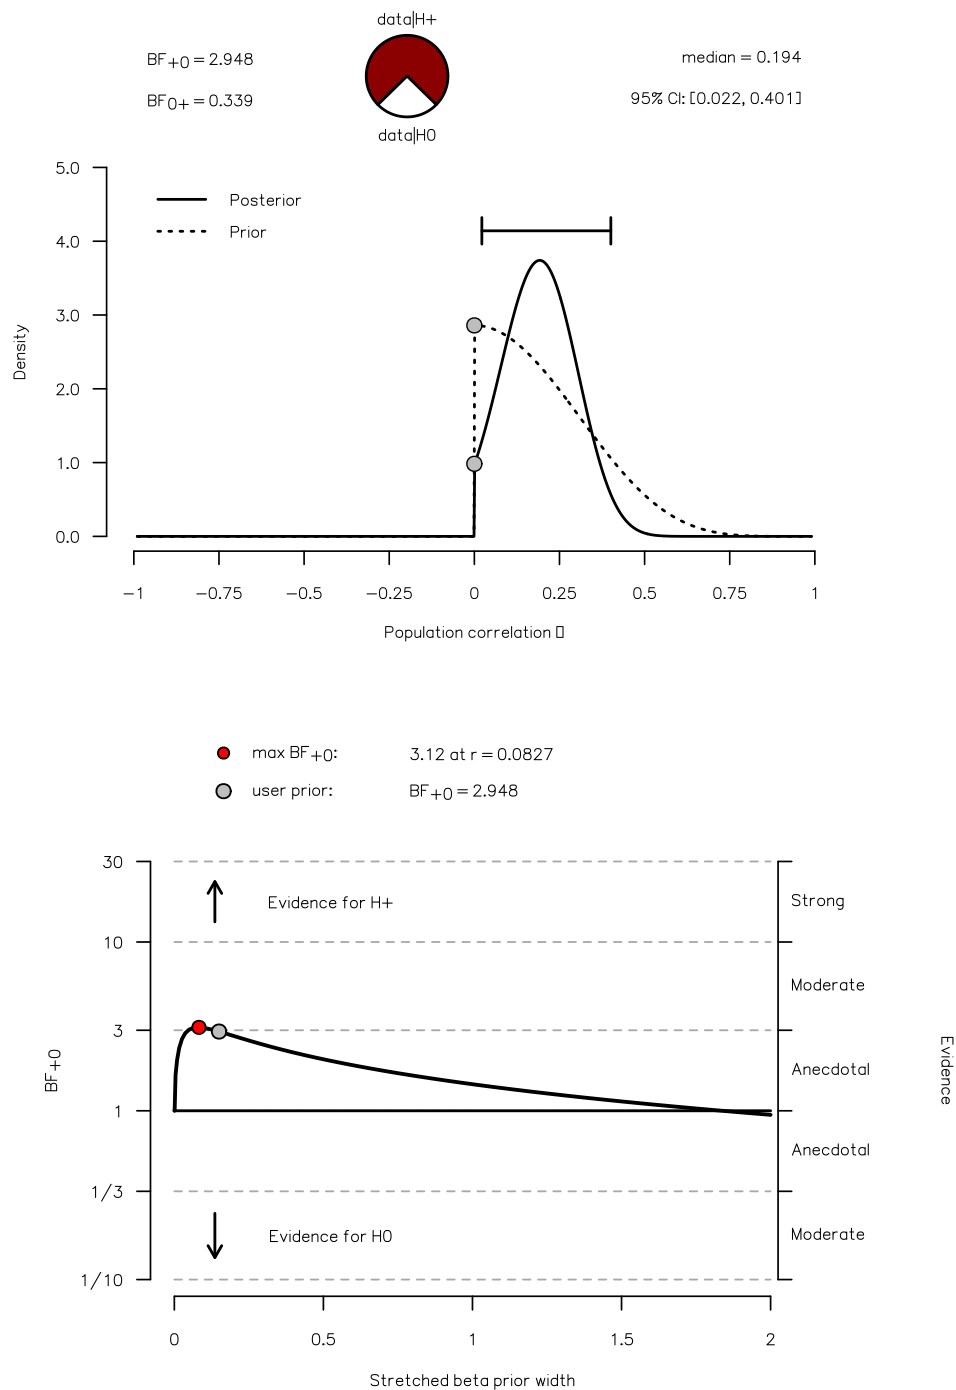 data|H+
BF+0 = 2.948
median = 0.194
BF0+ = 0.339
95% CI: [0.022, 0.401]
data|H0
5.0
Posterior
Prior
4.0
3.0
Density
2.0
1.0
0.0
−1 −0.75 −0.5 −0.25 0 0.25 0.5 0.75 1
Population correlation ▯
max BF+0: 3.12 at r = 0.0827
user prior: BF+0 = 2.948
30
Evidence for H+
Strong
10
Moderate
3
BF+0
Anecdotal
Evidence
1
Anecdotal
1/3
Evidence for H0
Moderate
1/10
0 0.5 1 1.5 2
Stretched beta prior width